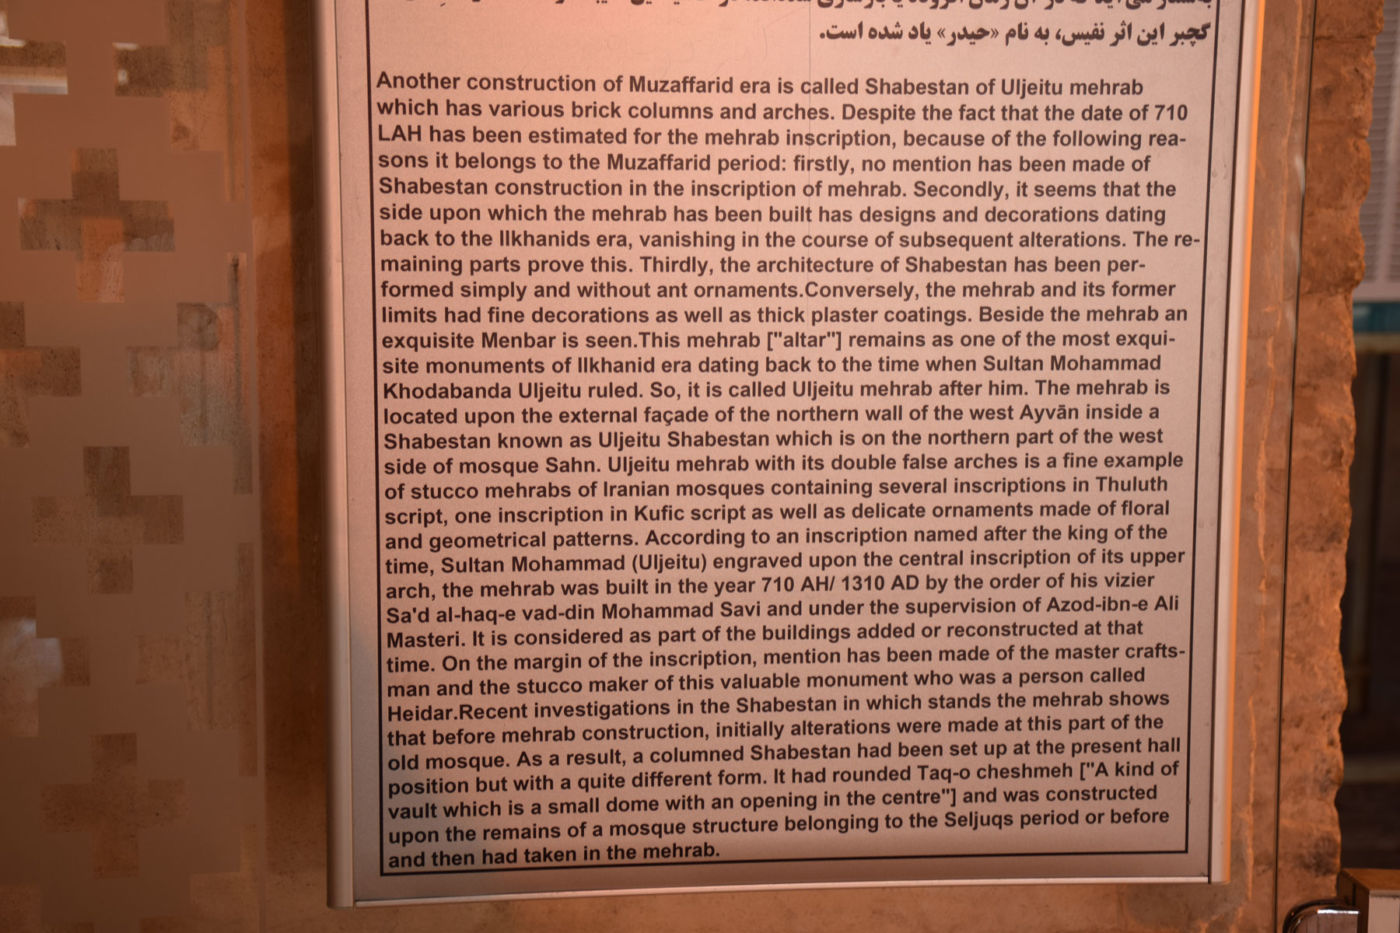 گچبر این اثر نفیس، به نام «حیدر» یاد شده است.
Another construction of Muzaffarid era is called Shabestan of Uljeitu mehrab
which has various brick columns and arches. Despite the fact that the date of 710
LAH has been estimated for the mehrab inscription, because of the following rea-
sons it belongs to the Muzaffarid period: firstly, no mention has been made of
Shabestan construction in the inscription of mehrab. Secondly, it seems that the
side upon which the mehrab has been built has designs and decorations dating
back to the Ilkhanids era, vanishing in the course of subsequent alterations. The re-
maining parts prove this. Thirdly, the architecture of Shabestan has been per-
formed simply and without ant ornaments.Conversely, the mehrab and its former
limits had fine decorations as well as thick plaster coatings. Beside the mehrab an
exquisite Menbar is seen.This mehrab ["altar"] remains as one of the most exqui-
site monuments of Ilkhanid era dating back to the time when Sultan Mohammad
Khodabanda Uljeitu ruled. So, it is called Uljeitu mehrab after him. The mehrab is
located upon the external façade of the northern wall of the west Ayvān inside a
Shabestan known as Uljeitu Shabestan which is on the northern part of the west
side of mosque Sahn. Uljeitu mehrab with its double false arches is a fine example
of stucco mehrabs of Iranian mosques containing several inscriptions in Thuluth
script, one inscription in Kufic script as well as delicate ornaments made of floral
and geometrical patterns. According to an inscription named after the king of the
time, Sultan Mohammad (Uljeitu) engraved upon the central inscription of its upper
arch, the mehrab was built in the year 710 AH/ 1310 AD by the order of his vizier
Sa'd al-haq-e vad-din Mohammad Savi and under the supervision of Azod-ibn-e Ali
Masteri. It is considered as part of the buildings added or reconstructed at that
time. On the margin of the inscription, mention has been made of the master crafts-
man and the stucco maker of this valuable monument who was a person called
Heidar.Recent investigations in the Shabestan in which stands the mehrab shows
that before mehrab construction, initially alterations were made at this part of the
old mosque. As a result, a columned Shabestan had been set up at the present hall
position but with a quite different form. It had rounded Taq-o cheshmeh ["A kind of
vault which is a small dome with an opening in the centre"] and was constructed
upon the remains of a mosque structure belonging to the Seljuqs period or before
and then had taken in the mehrab.